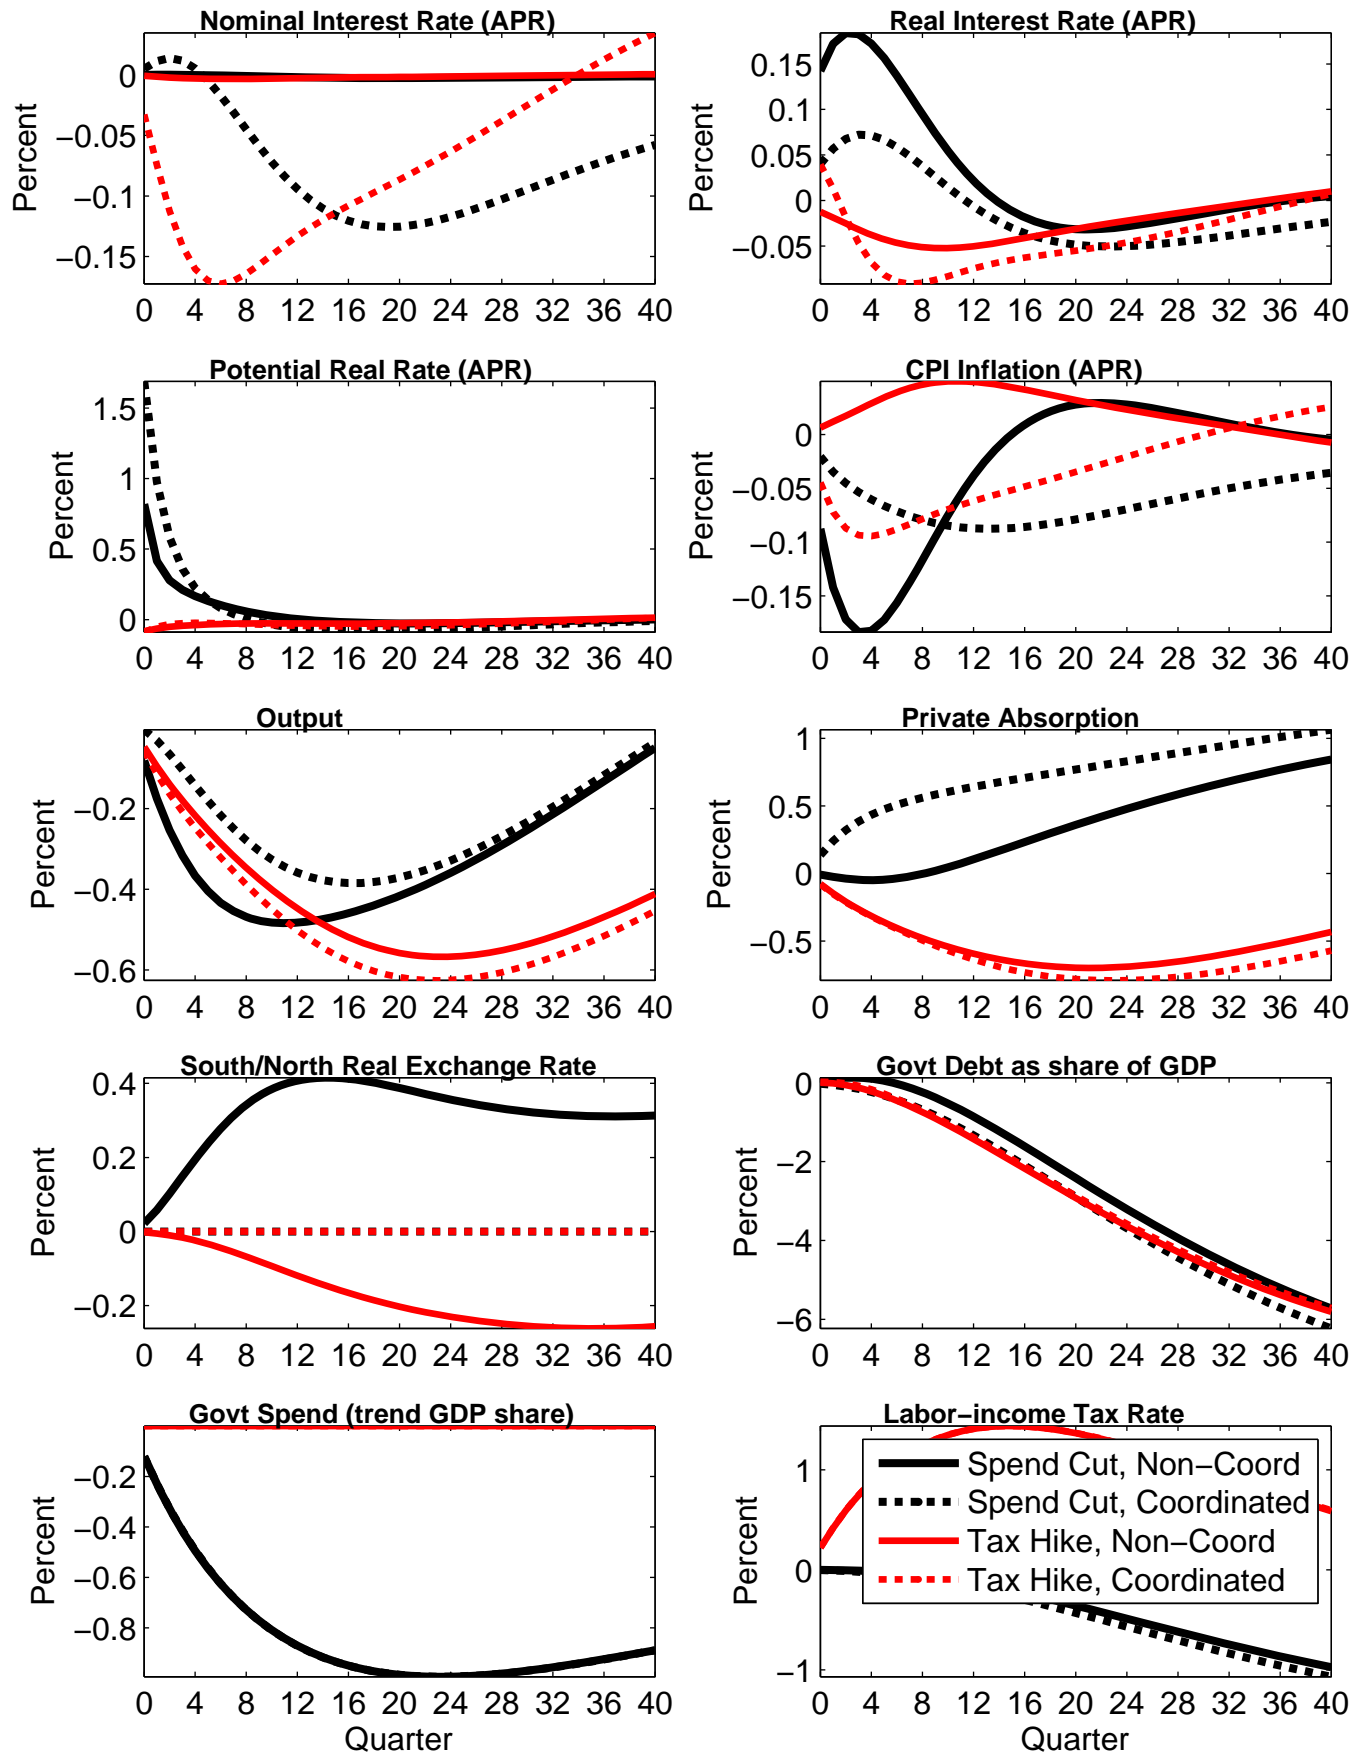 Nominal Interest Rate (APR)
Percent
0
−0.05
−0.1
−0.15
0 4 8 12 16 20 24 28 32 36 40
Real Interest Rate (APR)
Percent
0.15
0.1
0.05
0
−0.05
0 4 8 12 16 20 24 28 32 36 40
Potential Real Rate (APR)
Percent
1.5
1
0.5
0
0 4 8 12 16 20 24 28 32 36 40
CPI Inflation (APR)
Percent
0
−0.05
−0.1
−0.15
0 4 8 12 16 20 24 28 32 36 40
Output
Percent
−0.2
−0.4
−0.6
0 4 8 12 16 20 24 28 32 36 40
Private Absorption
Percent
1
0.5
0
−0.5
0 4 8 12 16 20 24 28 32 36 40
South/North Real Exchange Rate
Percent
0.4
0.2
0
−0.2
0 4 8 12 16 20 24 28 32 36 40
Govt Debt as share of GDP
Percent
0
−2
−4
−6
0 4 8 12 16 20 24 28 32 36 40
Govt Spend (trend GDP share)
Percent
−0.2
−0.4
−0.6
−0.8
0 4 8 12 16 20 24 28 32 36 40
Quarter
Labor−income Tax Rate
Percent
1
0
−1
Spend Cut, Non−Coord
Spend Cut, Coordinated
Tax Hike, Non−Coord
Tax Hike, Coordinated
0 4 8 12 16 20 24 28 32 36 40
Quarter